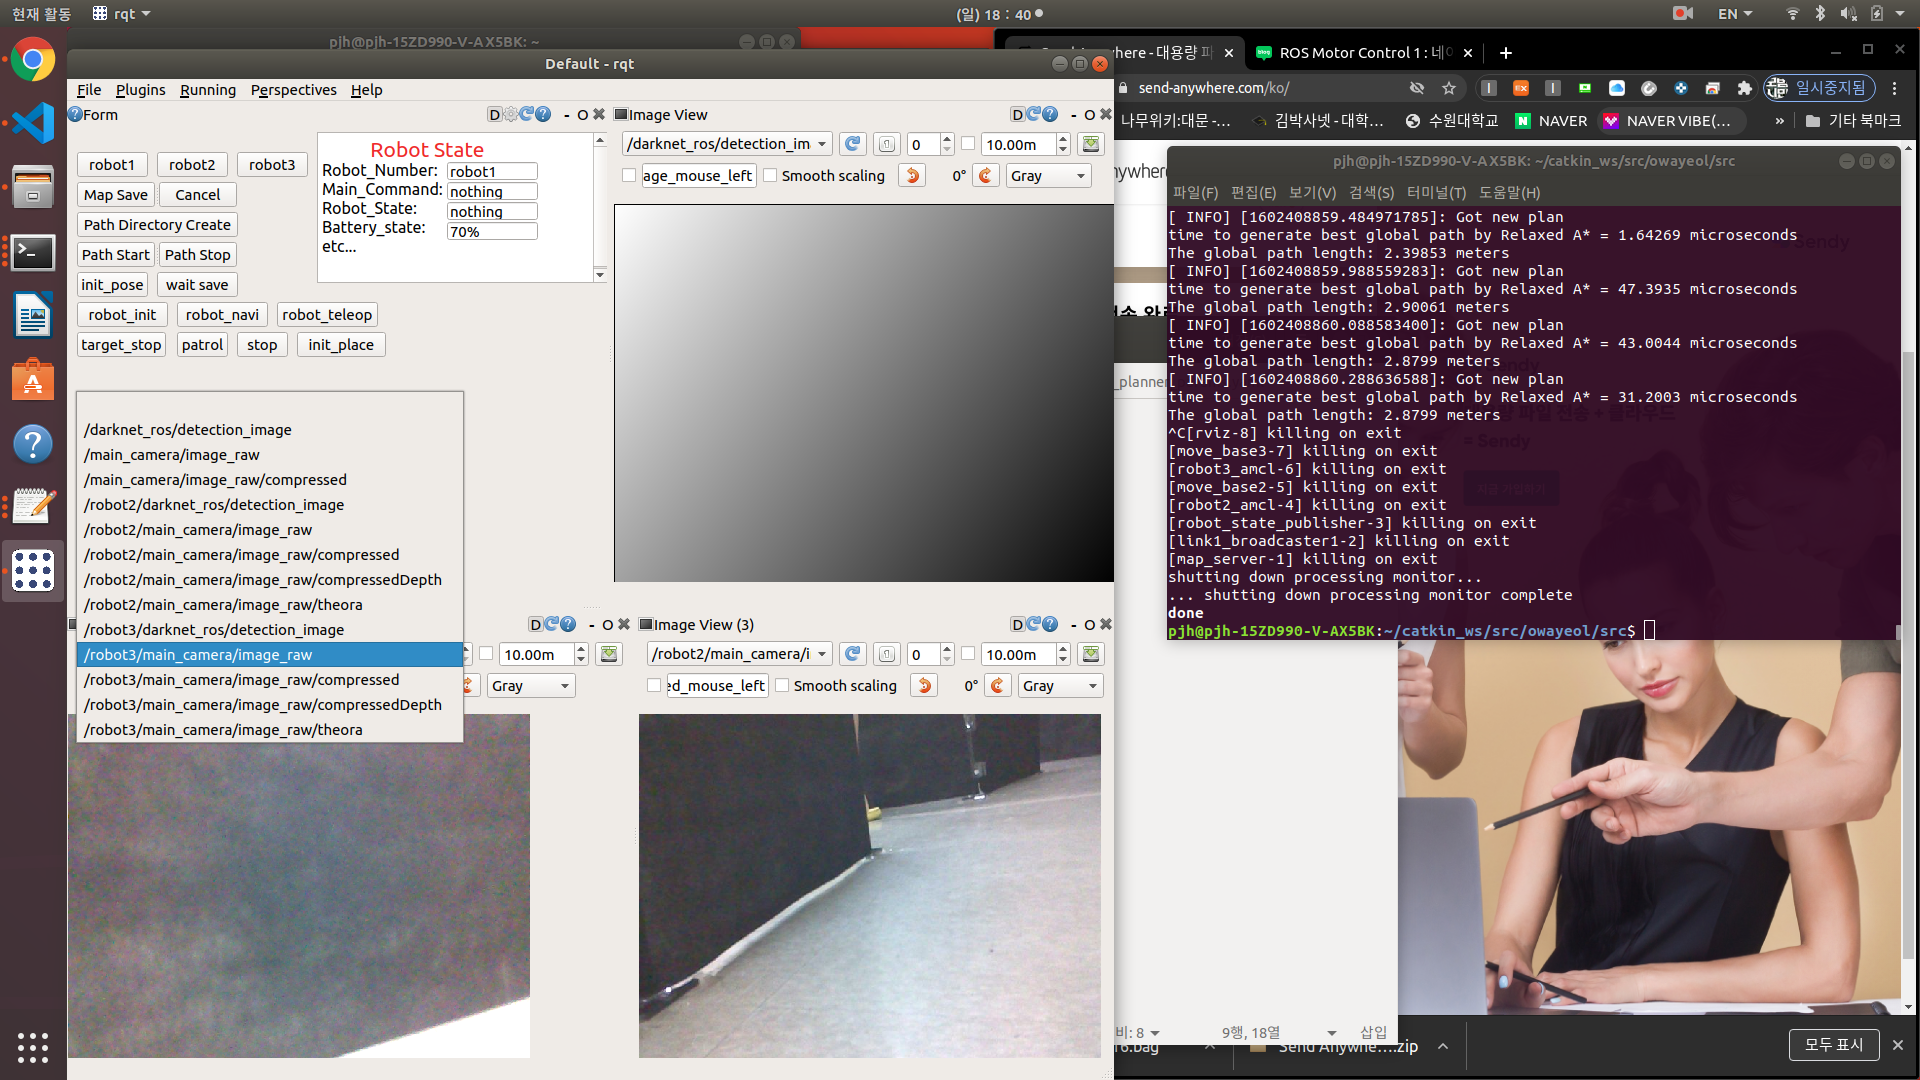 현재 활동
rqt
(일) 18 : 40
EN
pjh@pjh-15ZD990-V-AX5BK: ~
Default - rqt
File Plugins Running Perspectives Help
Form
D
- O
robot1 robot2 robot3
Map Save Cancel
Path Directory Create
Path Start Path Stop
init_pose wait save
robot_init robot_navi robot_teleop
target_stop patrol stop init_place
Robot State
Robot_Number: robot1
Main_Command: nothing
Robot_State: nothing
Battery_state: 70%
etc...
Image View
D
- O
/darknet_ros/detection_im
0
10.00m
age_mouse_left
Smooth scaling
0°
Gray
/darknet_ros/detection_image
/main_camera/image_raw
/main_camera/image_raw/compressed
/robot2/darknet_ros/detection_image
/robot2/main_camera/image_raw
/robot2/main_camera/image_raw/compressed
/robot2/main_camera/image_raw/compressedDepth
/robot2/main_camera/image_raw/theora
/robot3/darknet_ros/detection_image
/robot3/main_camera/image_raw
/robot3/main_camera/image_raw/compressed
/robot3/main_camera/image_raw/compressedDepth
/robot3/main_camera/image_raw/theora
D
- O
10.00m
Gray
Image View (3)
D
- O
/robot2/main_camera/i
0
10.00m
ed_mouse_left
Smooth scaling
0°
Gray
ywhere - 대용량 파
ROS Motor Control 1 : 네이
send-anywhere.com/ko/
일시중지됨
나무위키:대문 -...
김박사넷 - 대학...
수원대학교
NAVER
NAVER VIBE(...
»
기타 북마크
nywhere
_planner
pjh@pjh-15ZD990-V-AX5BK: ~/catkin_ws/src/owayeol/src
파일(F) 편집(E) 보기(V) 검색(S) 터미널(T) 도움말(H)
[ INFO] [1602408859.484971785]: Got new plan
time to generate best global path by Relaxed A* = 1.64269 microseconds
The global path length: 2.39853 meters
[ INFO] [1602408859.988559283]: Got new plan
time to generate best global path by Relaxed A* = 47.3935 microseconds
The global path length: 2.90061 meters
[ INFO] [1602408860.088583400]: Got new plan
time to generate best global path by Relaxed A* = 43.0044 microseconds
The global path length: 2.8799 meters
[ INFO] [1602408860.288636588]: Got new plan
time to generate best global path by Relaxed A* = 31.2003 microseconds
The global path length: 2.8799 meters
^C[rviz-8] killing on exit
[move_base3-7] killing on exit
[robot3_amcl-6] killing on exit
[move_base2-5] killing on exit
[robot2_amcl-4] killing on exit
[robot_state_publisher-3] killing on exit
[link1_broadcaster1-2] killing on exit
[map_server-1] killing on exit
shutting down processing monitor...
... shutting down processing monitor complete
done
pjh@pjh-15ZD990-V-AX5BK:~/catkin_ws/src/owayeol/src$
Sendy
파일 전송 + 클라우드
= Sendy
비: 8
9행, 18열
삽입
16.bag
Send Anywhe....zip
모두 표시